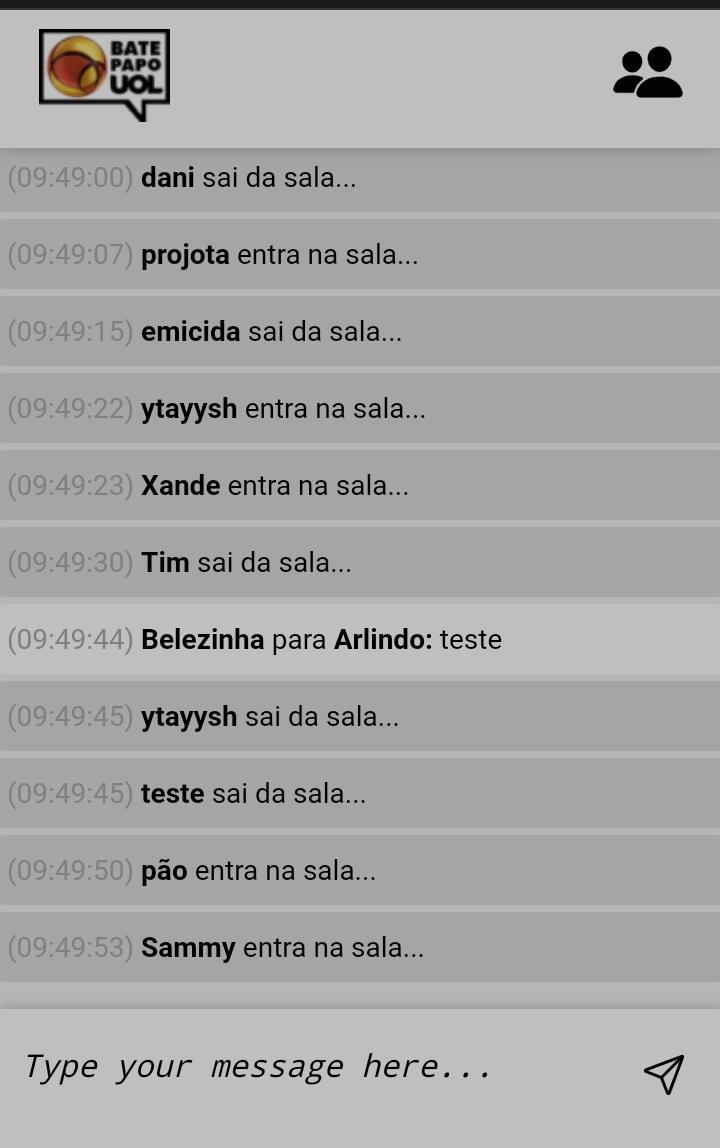 BATE
PAPO
UOL
(09:49:00) dani sai da sala...
(09:49:07) projota entra na sala...
(09:49:15) emicida sai da sala...
(09:49:22) ytayysh entra na sala...
(09:49:23) Xande entra na sala...
(09:49:30) Tim sai da sala...
(09:49:44) Belezinha para Arlindo: teste
(09:49:45) ytayysh sai da sala...
(09:49:45) teste sai da sala...
(09:49:50) pão entra na sala...
(09:49:53) Sammy entra na sala...
Type your message here...